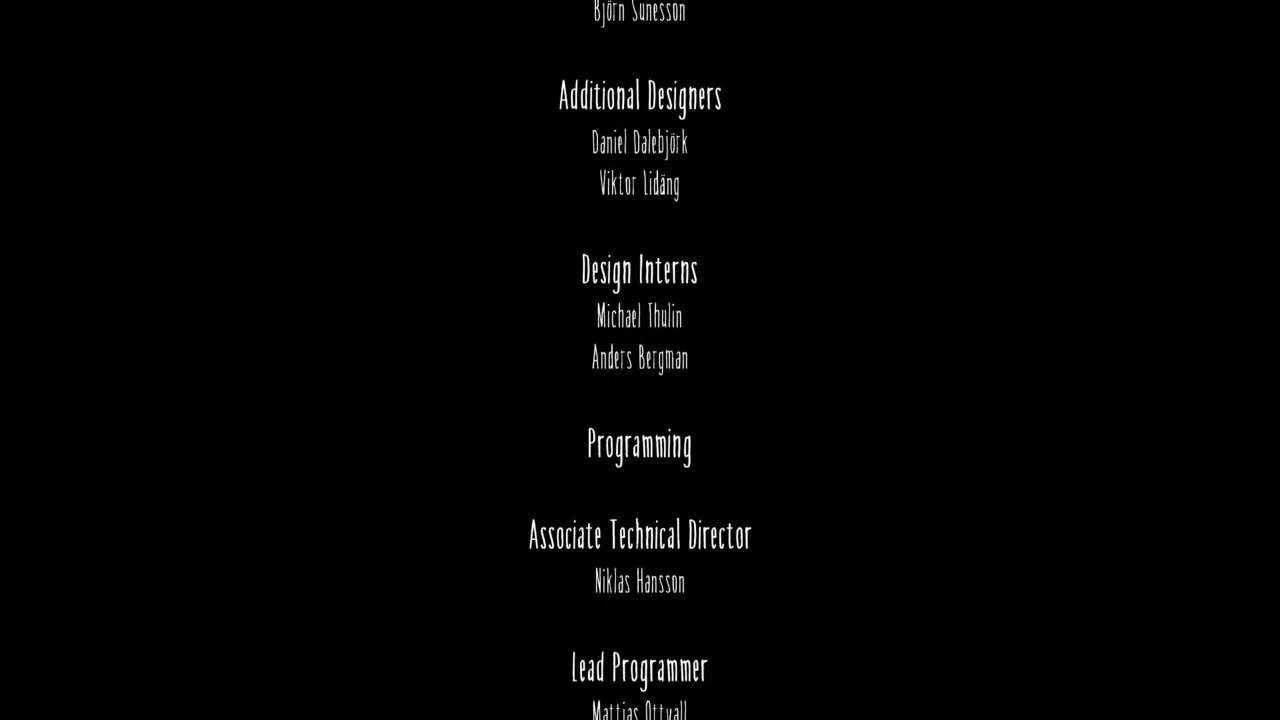 Björn Sunesson
Additional Designers
Daniel Dalebjörk
Viktor Lidäng
Design Interns
Michael Thulin
Anders Bergman
Programming
Associate Technical Director
Niklas Hansson
Lead Programmer
Mattias Ottvall